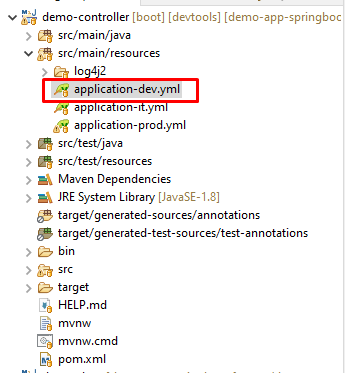 demo-controller [boot] [devtools] [demo-app-springboo
src/main/java
src/main/resources
log4j2
application-dev.yml
application-it.yml
application-prod.yml
src/test/java
src/test/resources
Maven Dependencies
JRE System Library [JavaSE-1.8]
target/generated-sources/annotations
target/generated-test-sources/test-annotations
bin
src
target
HELP.md
mvnw
mvnw.cmd
pom.xml